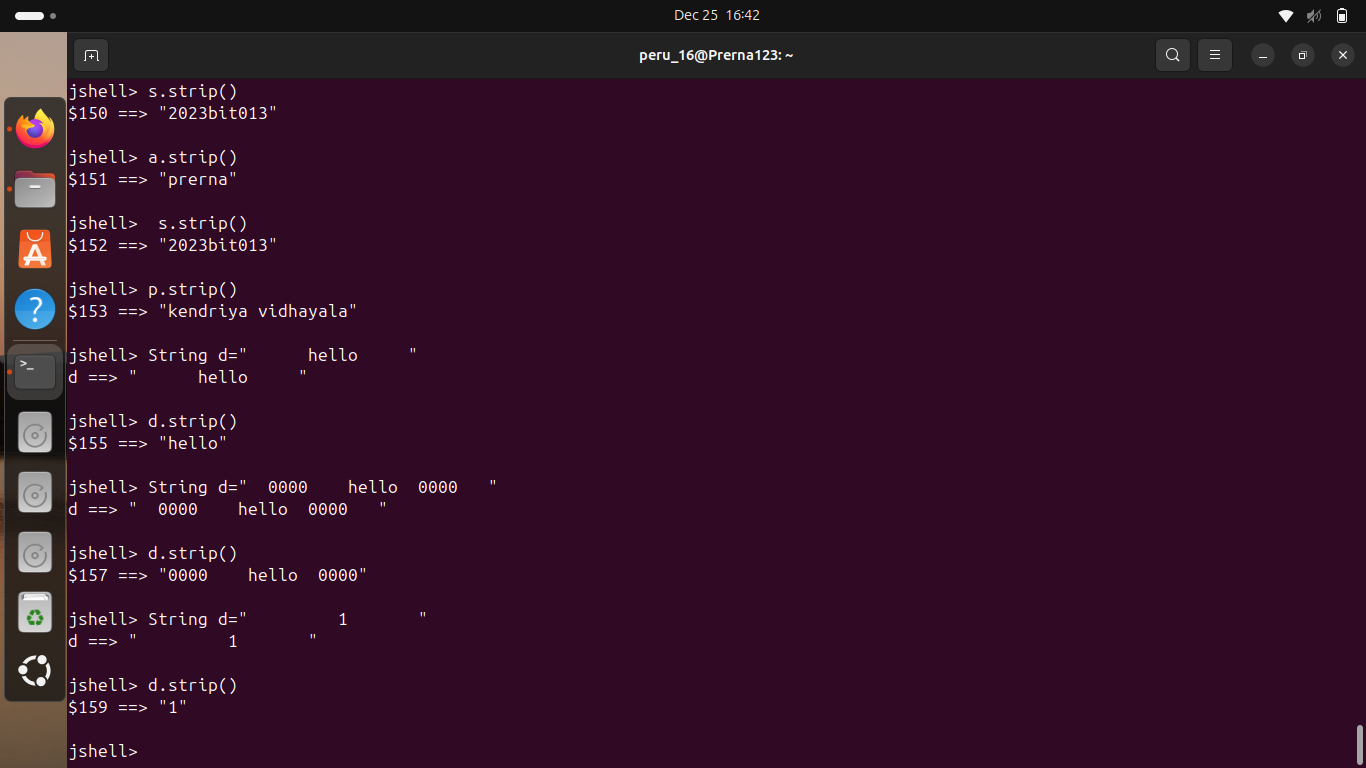 Dec 25  16:42
peru_16@Prerna123: ~
jshell> s.strip()
$150 ==> "2023bit013"
jshell> a.strip()
$151 ==> "prerna"
jshell>  s.strip()
$152 ==> "2023bit013"
jshell> p.strip()
$153 ==> "kendriya vidhayala"
jshell> String d="      hello     "
d ==> "      hello     "
jshell> d.strip()
$155 ==> "hello"
jshell> String d="  0000    hello  0000   "
d ==> "  0000    hello  0000   "
jshell> d.strip()
$157 ==> "0000    hello  0000"
jshell> String d="         1       "
d ==> "         1       "
jshell> d.strip()
$159 ==> "1"
jshell>